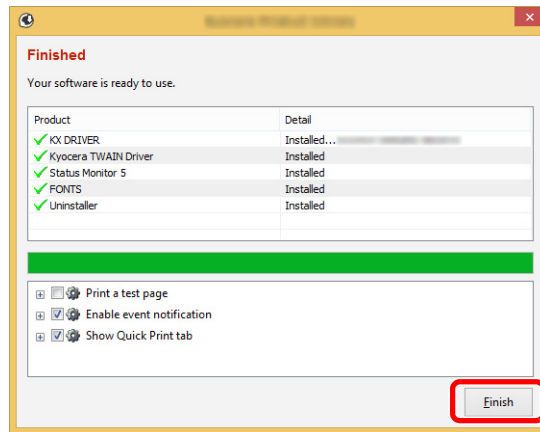 Finished
Your software is ready to use.
Product Detail
KX DRIVER Installed...
Kyocera TWAIN Driver Installed
Status Monitor 5 Installed
FONTS Installed
Uninstaller Installed
Print a test page
Enable event notification
Show Quick Print tab
Finish